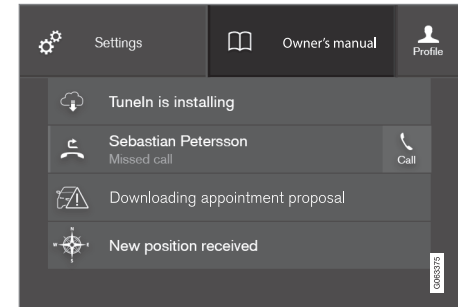 Settings
Owner's manual
Profile
TuneIn is installing
Sebastian Petersson
Missed call
Call
Downloading appointment proposal
N
W
S
New position received
G063375